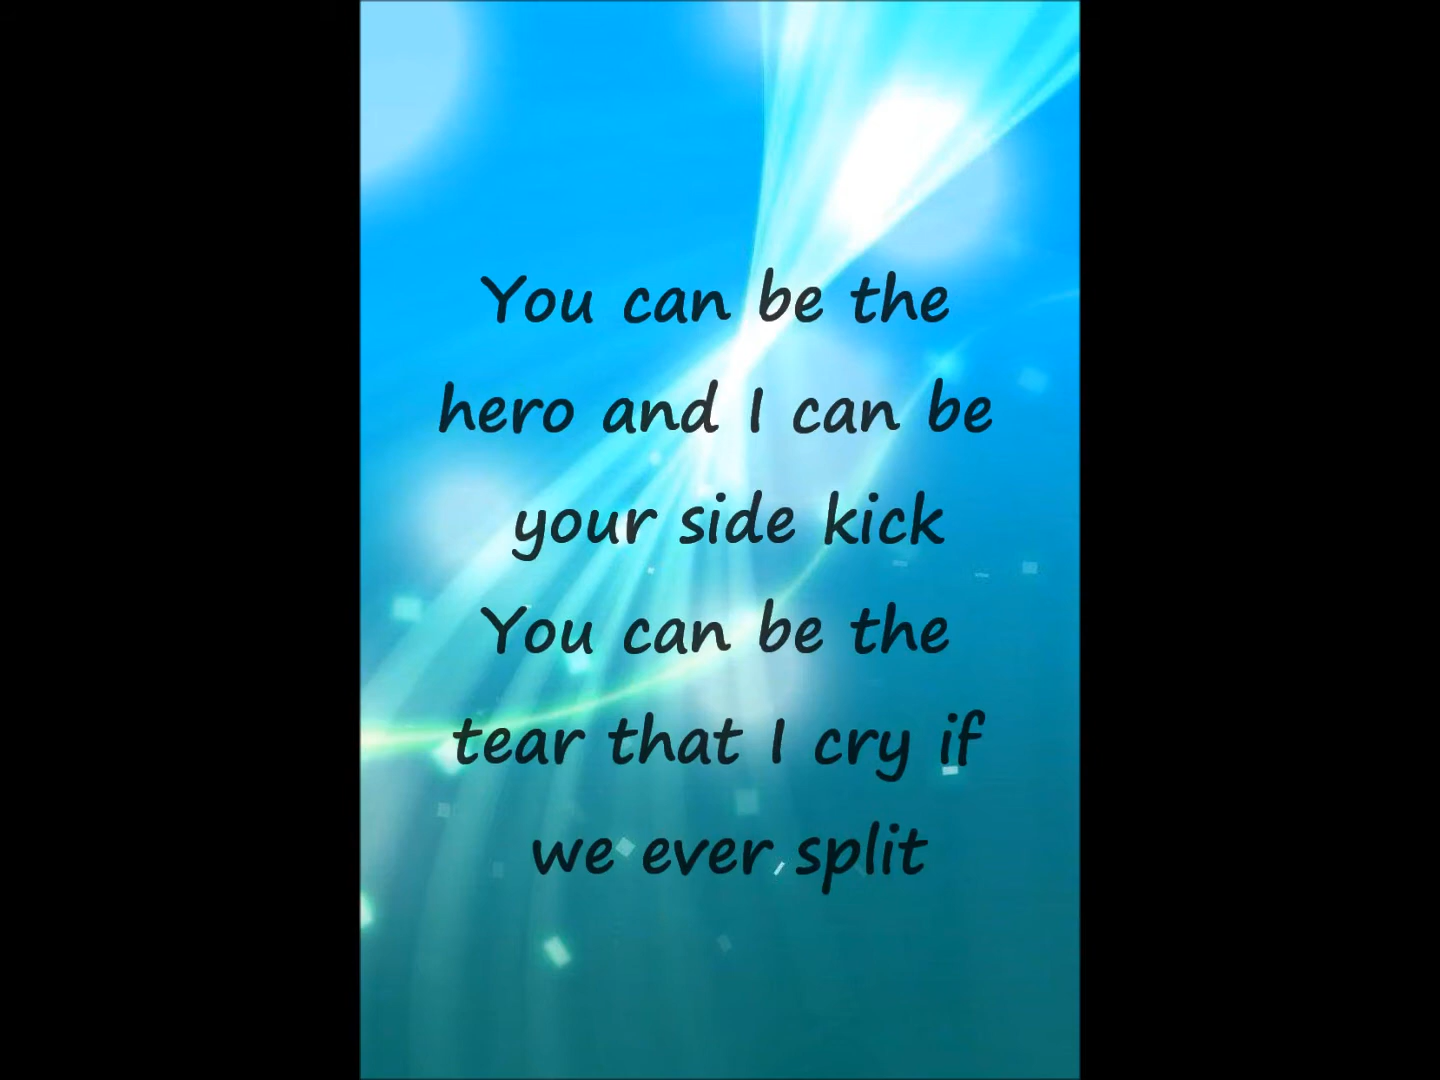 You can be the
hero and I can be
your side kick
You can be the
tear that I cry if
we ever split